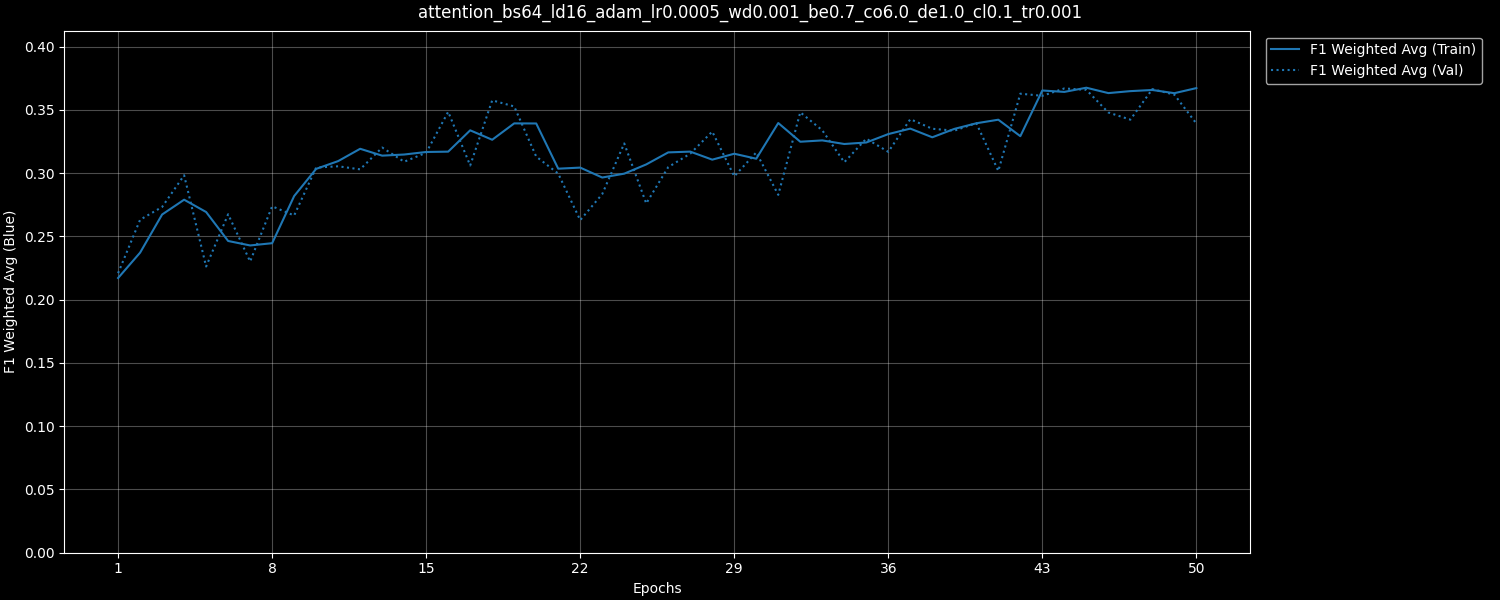 attention_bs64_ld16_adam_lr0.0005_wd0.001_be0.7_co6.0_de1.0_cl0.1_tr0.001
F1 Weighted Avg (Train)
F1 Weighted Avg (Val)
F1 Weighted Avg (Blue)
0.40
0.35
0.30
0.25
0.20
0.15
0.10
0.05
0.00
1 8 15 22 29 36 43 50
Epochs